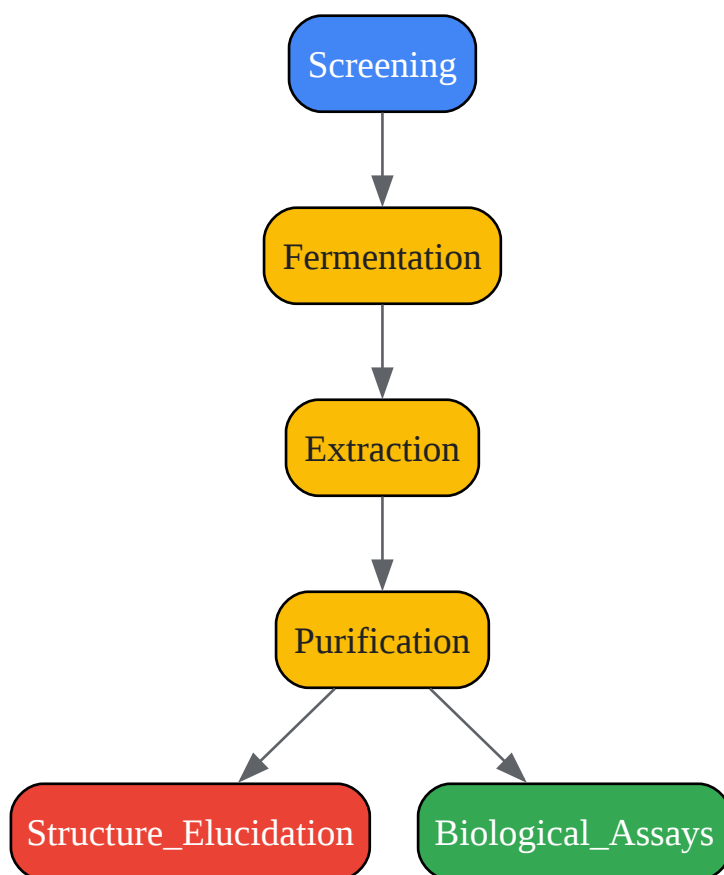 Screening
Fermentation
Extraction
Purification
Structure_Elucidation
Biological_Assays